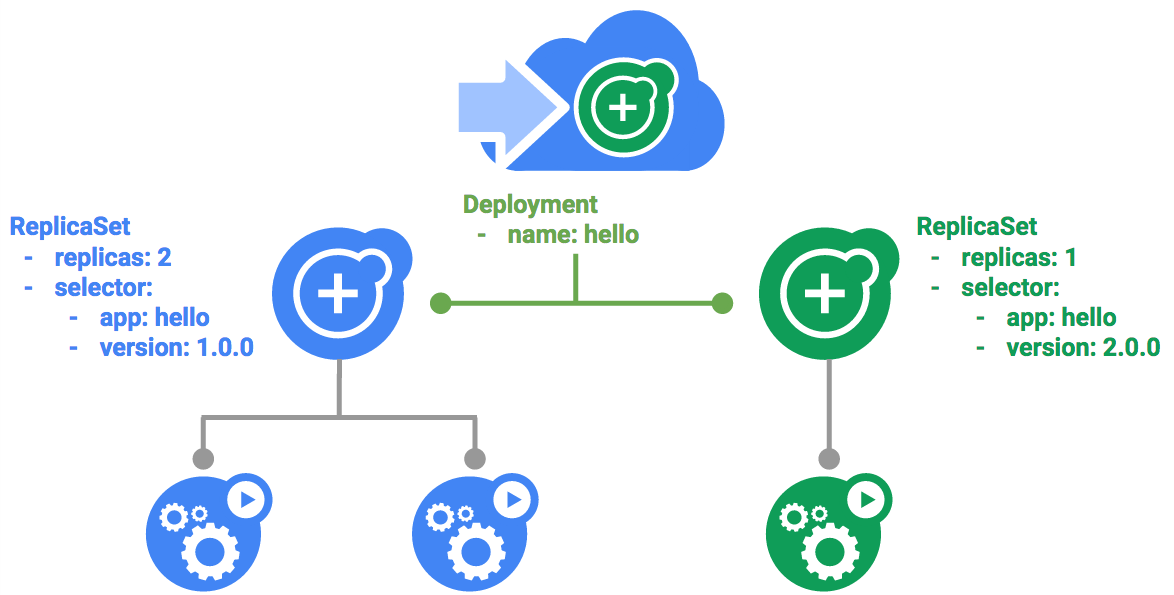 Deployment
- name: hello
ReplicaSet
- replicas: 2
- selector:
- app: hello
- version: 1.0.0
ReplicaSet
- replicas: 1
- selector:
- app: hello
- version: 2.0.0